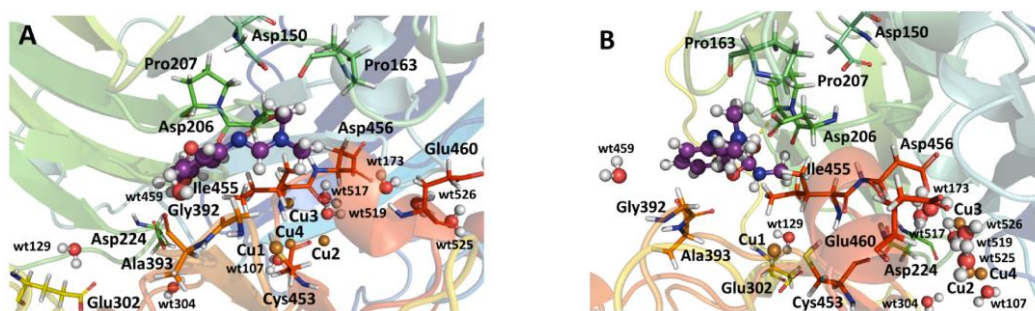 A
Asp150
Pro207
Pro163
Asp206
Asp456
wt173
Glu460
wt459
Ile455
wt517
wt526
Gly392
Cu3
wt519
Cu4
wt129
Asp224
Cu1
Cu2
wt525
Ala393
wt107
Glu302
wt304
Cys453
B
Pro163
Asp150
Pro207
Asp206
wt459
Asp456
Ile455
wt173
Gly392
wt129
Cu3
Cu1
wt517
wt526
Glu460
wt519
Ala393
wt525
Asp224
Cu4
Glu302
Cu2
Cys453
wt304
wt107